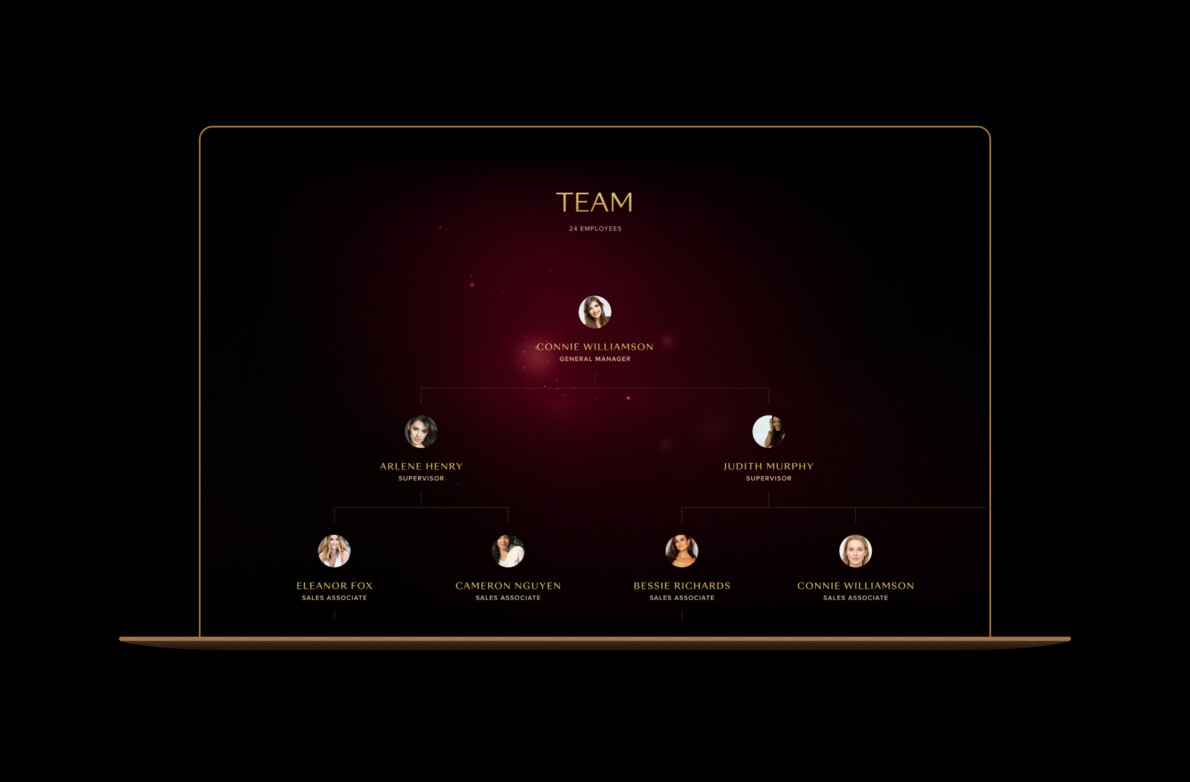 TEAM
24 EMPLOYEES
CONNIE WILLIAMSON
GENERAL MANAGER
ARLENE HENRY
SUPERVISOR
JUDITH MURPHY
SUPERVISOR
ELEANOR FOX
SALES ASSOCIATE
CAMERON NGUYEN
SALES ASSOCIATE
BESSIE RICHARDS
SALES ASSOCIATE
CONNIE WILLIAMSON
SALES ASSOCIATE